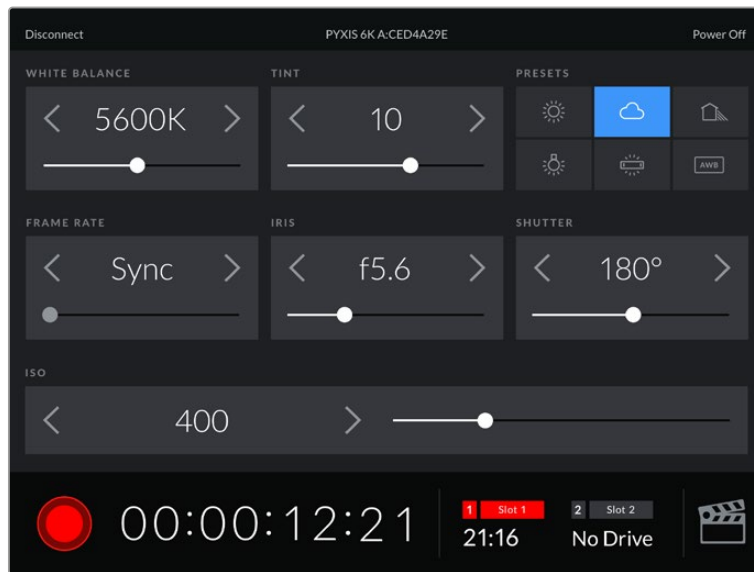 Disconnect PYXIS 6K A:CED4A29E Power Off
WHITE BALANCE TINT PRESETS
5600K 10
AWB
FRAME RATE IRIS SHUTTER
Sync f5.6 180°
ISO
400
00:00:12:21
1 Slot 1 2 Slot 2
21:16 No Drive